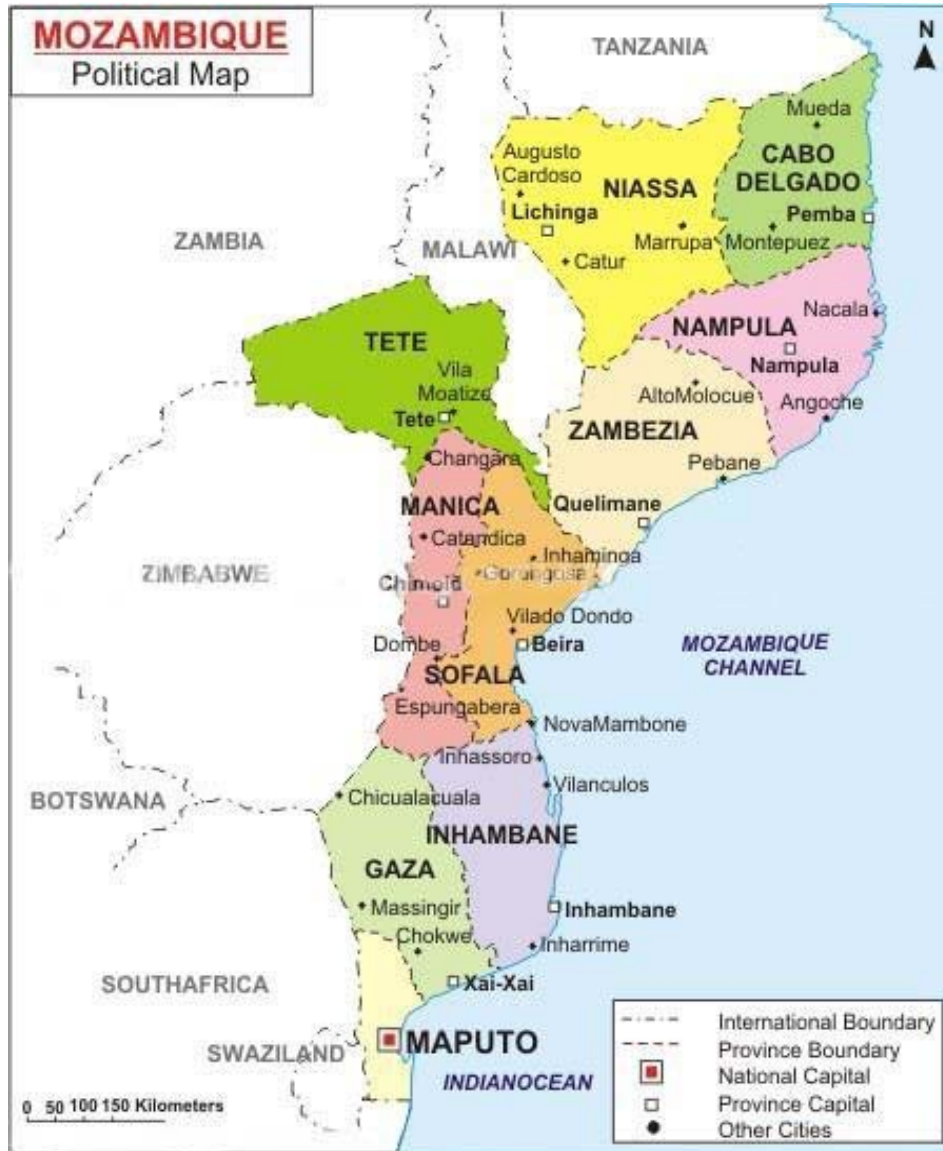 MOZAMBIQUE
Political Map
N
TANZANIA
Mueda
Augusto
Cardoso
CABO
DELGADO
NIASSA
Lichinga
Pemba
ZAMBIA
MALAWI
Marrupa
Montepuez
Catur
Nacala
NAMPULA
TETE
Nampula
Vila
Moatize
AltoMolocue
Tete
Angoche
ZAMBEZIA
Changara
Pebane
MANICA
Quelimane
Catandica
Inhaminoa
ZIMBABWE
Gorongosa
Chimoid
Vilado Dondo
Dombe
Beira
MOZAMBIQUE
CHANNEL
SOFALA
Espungabera
NovaMambone
Inhassoro
Vilanculos
BOTSWANA
Chicualacuala
INHAMBANE
GAZA
Massingir
Inhambane
Chokwe
Inharrime
SOUTHAFRICA
Xai-Xai
SWAZILAND
MAPUTO
INDIANOCEAN
International Boundary
Province Boundary
National Capital
Province Capital
Other Cities
0 50 100 150 Kilometers